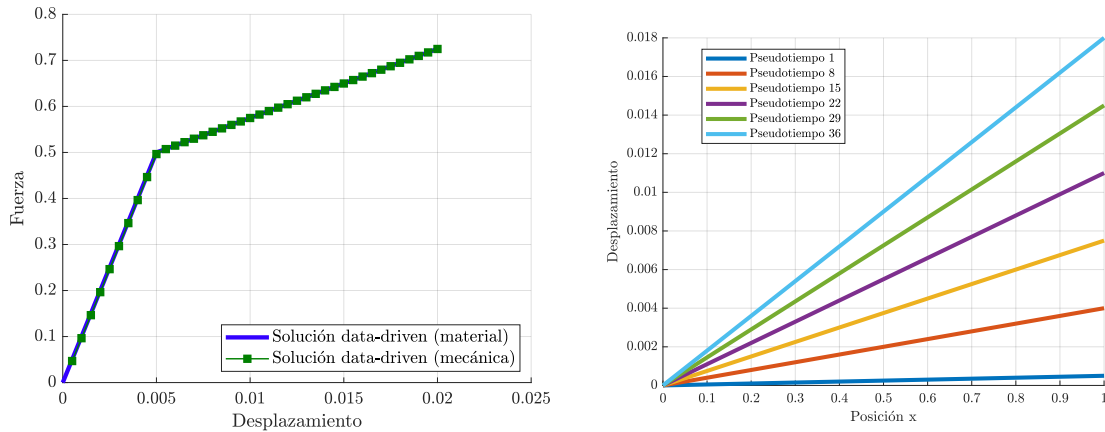 0.8
0.7
0.6
0.5
0.4
0.3
0.2
0.1
0
Fuerza
Solución data-driven (material)
Solución data-driven (mecánica)
0 0.005 0.01 0.015 0.02 0.025
Desplazamiento
0.018
0.016
0.014
0.012
0.01
0.008
0.006
0.004
0.002
0
Desplazamiento
Pseudotiempo 1
Pseudotiempo 8
Pseudotiempo 15
Pseudotiempo 22
Pseudotiempo 29
Pseudotiempo 36
0 0.1 0.2 0.3 0.4 0.5 0.6 0.7 0.8 0.9 1
Posición x